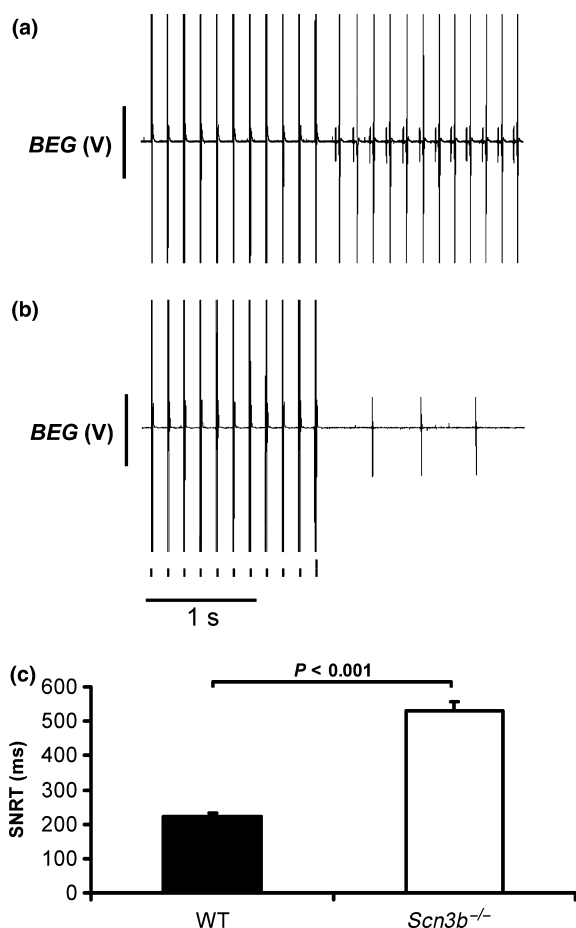 (a)
BEG (V)
(b)
BEG (V)
1 s
(c)
P < 0.001
600
500
400
300
200
100
0
SNRT (ms)
WT
Scn3b⁻/⁻